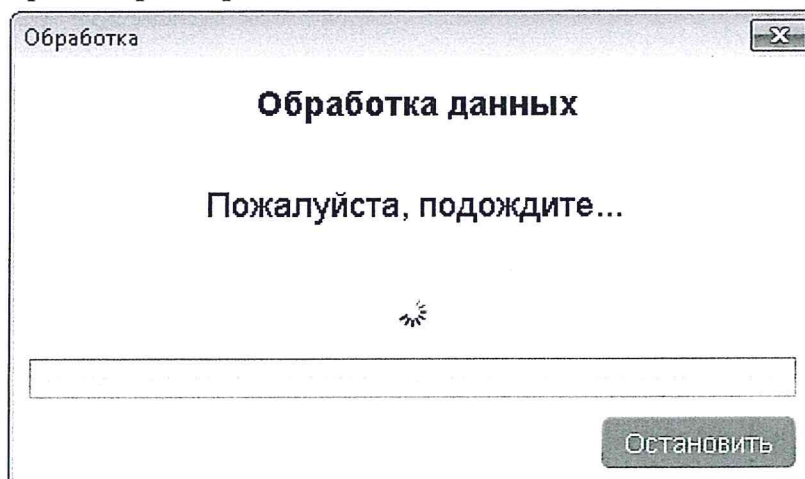 Обработка
Обработка данных
Пожалуйста, подождите...
Остановить